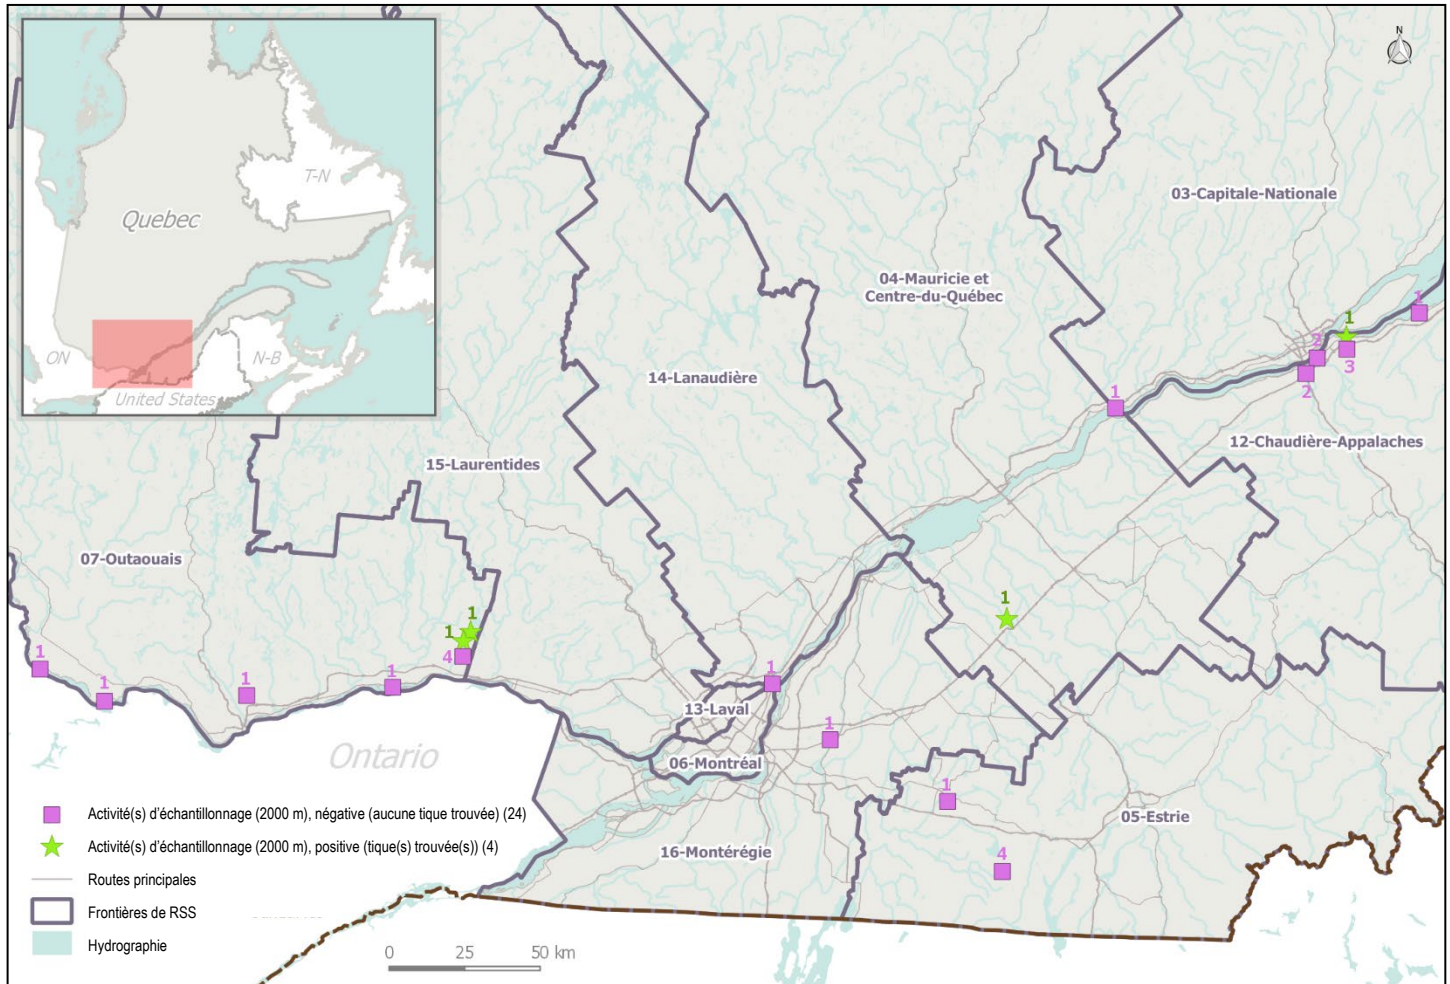 N
T-N
Quebec
ON
N-B
United States
03-Capitale-Nationale
04-Mauricie et
Centre-du-Québec
1
1
2
3
2
1
14-Lanaudière
12-Chaudière-Appalaches
15-Laurentides
07-Outaouais
1
1
1
4
1
1
1
1
1
13-Laval
1
Ontario
06-Montréal
1
05-Estrie
16-Montérégie
4
Activité(s) d'échantillonnage (2000 m), négative (aucune tique trouvée) (24)
Activité(s) d'échantillonnage (2000 m), positive (tique(s) trouvée(s)) (4)
Routes principales
Frontières de RSS
Hydrographie
0 25 50 km